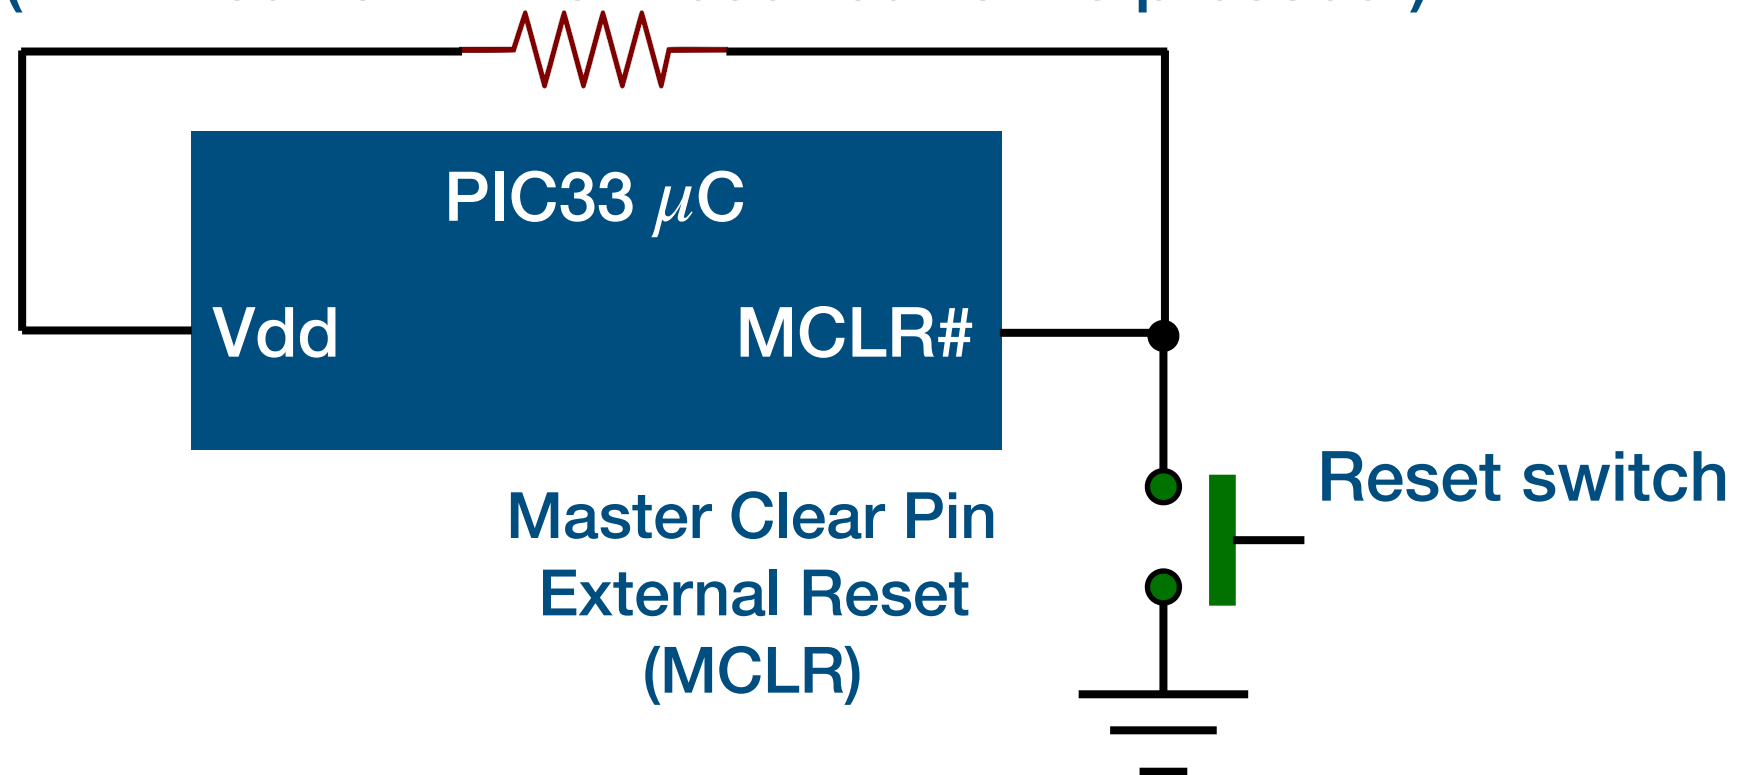 PIC33 μC
Vdd
MCLR#
Reset switch
Master Clear Pin
External Reset
(MCLR)